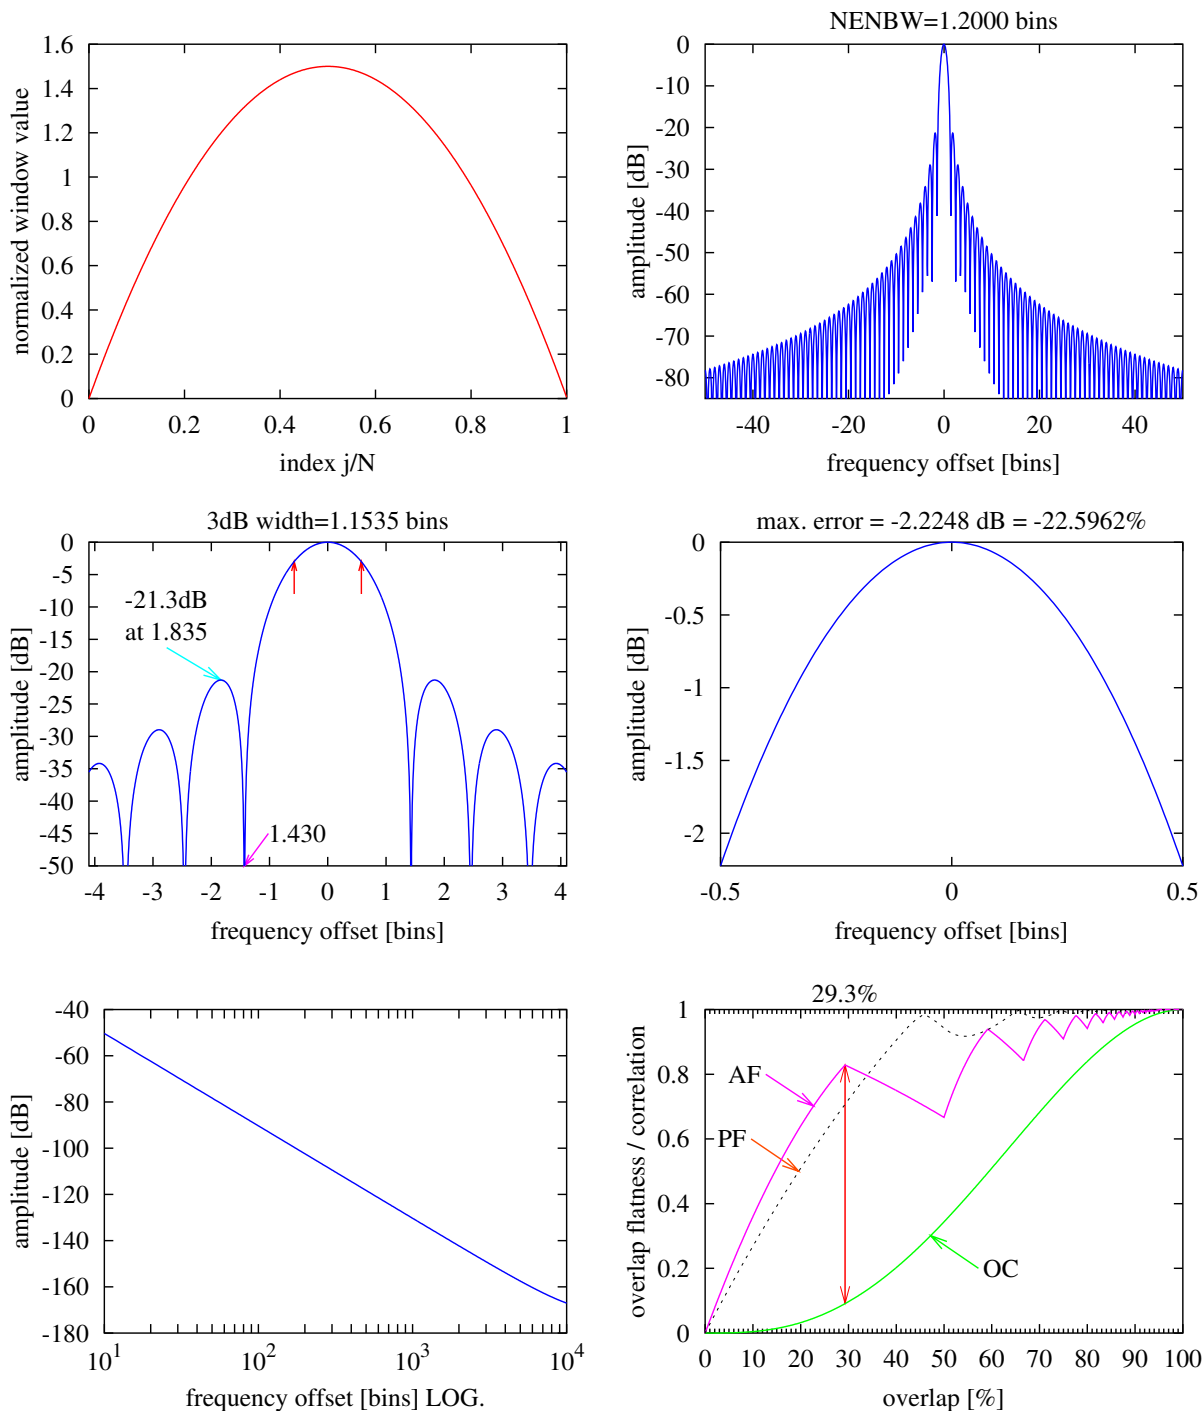 normalized window value
1.6
1.4
1.2
1
0.8
0.6
0.4
0.2
0
0 0.2 0.4 0.6 0.8 1
index j/N
NENBW=1.2000 bins
amplitude [dB]
0
-10
-20
-30
-40
-50
-60
-70
-80
-40 -20 0 20 40
frequency offset [bins]
3dB width=1.1535 bins
amplitude [dB]
0
-5
-10
-15
-20
-25
-30
-35
-40
-45
-50
-21.3dB
at 1.835
1.430
-4 -3 -2 -1 0 1 2 3 4
frequency offset [bins]
max. error = -2.2248 dB = -22.5962%
amplitude [dB]
0
-0.5
-1
-1.5
-2
-0.5 0 0.5
frequency offset [bins]
amplitude [dB]
-40
-60
-80
-100
-120
-140
-160
-180
10¹ 10² 10³ 10⁴
frequency offset [bins] LOG.
29.3%
overlap flatness / correlation
1
0.8
0.6
0.4
0.2
0
AF
PF
OC
0 10 20 30 40 50 60 70 80 90 100
overlap [%]